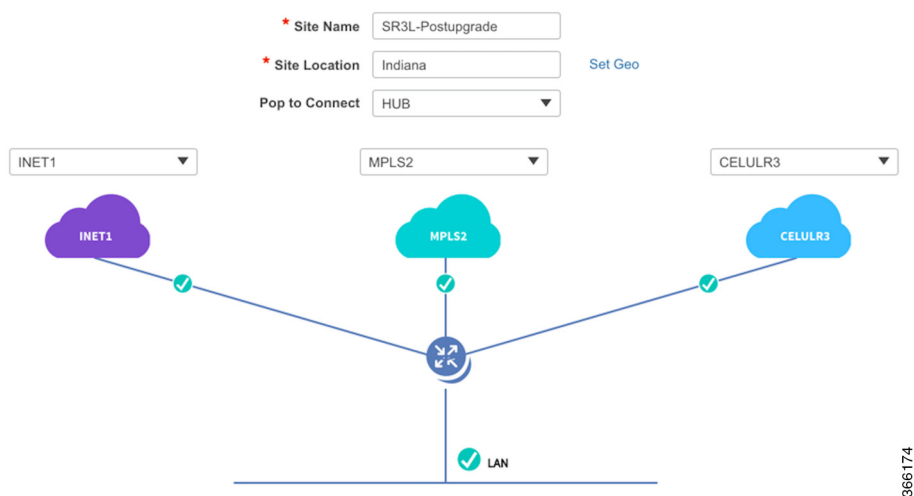 * Site Name SR3L-Postupgrade
* Site Location Indiana Set Geo
Pop to Connect HUB
INET1 MPLS2 CELULR3
INET1 MPLS2 CELULR3
LAN
366174